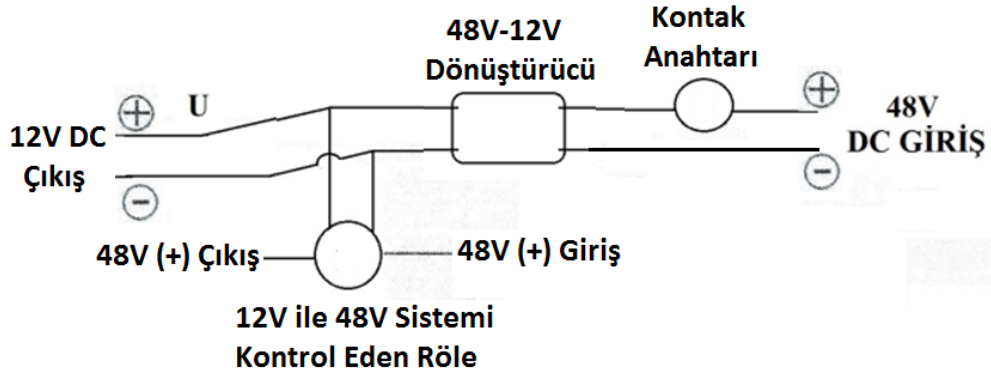 48V-12V
Dönüştürücü
Kontak
Anahtarı
U
12V DC
Çıkış
48V
DC GİRİŞ
48V (+) Çıkış
48V (+) Giriş
12V ile 48V Sistemi
Kontrol Eden Röle